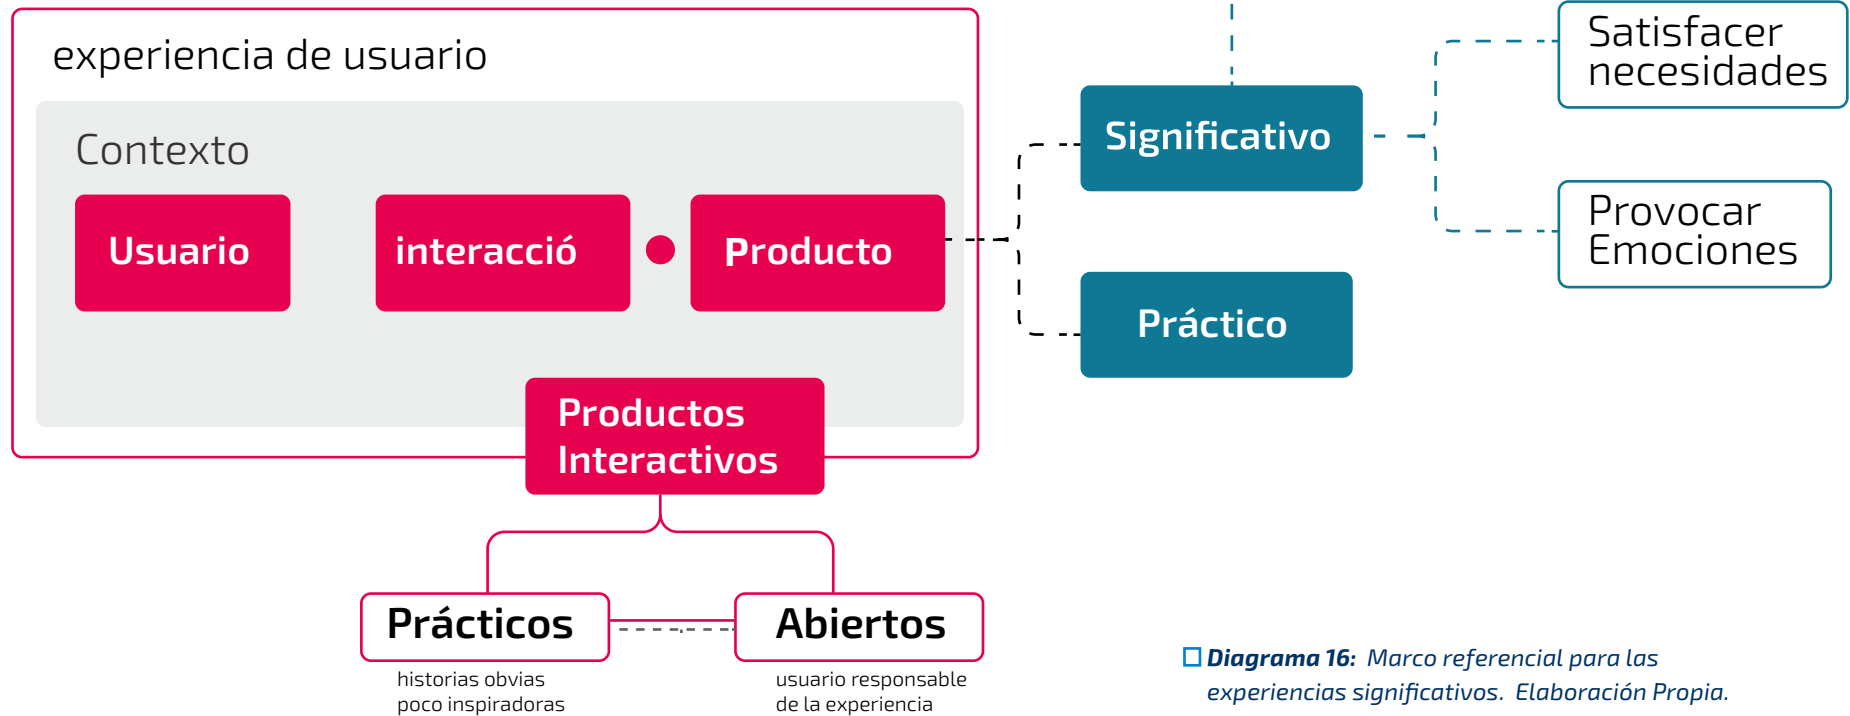 experiencia de usuario
Contexto
Usuario
interacció
Producto
Productos
Interactivos
Prácticos
historias obvias
poco inspiradoras
Abiertos
usuario responsable
de la experiencia
Significativo
Práctico
Satisfacer
necesidades
Provocar
Emociones
Diagrama 16: Marco referencial para las
experiencias significativos. Elaboración Propia.